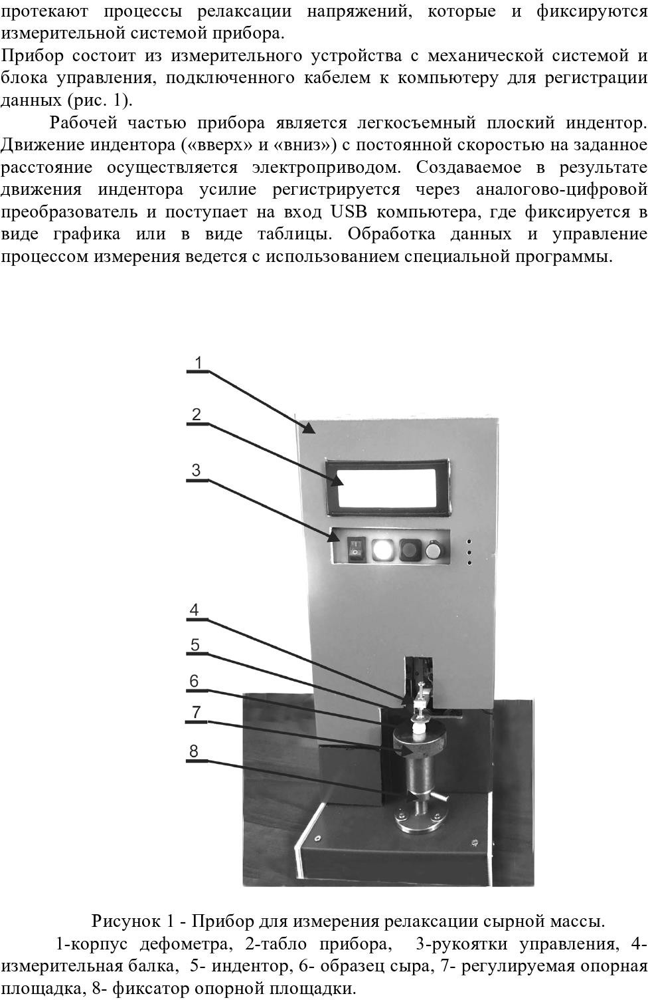 протекают процессы релаксации напряжений, которые и фиксируются
измерительной системой прибора.
Прибор состоит из измерительного устройства с механической системой и
блока управления, подключенного кабелем к компьютеру для регистрации
данных (рис. 1).
Рабочей частью прибора является легкосъемный плоский индентор.
Движение индентора («вверх» и «вниз») с постоянной скоростью на заданное
расстояние осуществляется электроприводом. Создаваемое в результате
движения индентора усилие регистрируется через аналогово-цифровой
преобразователь и поступает на вход USB компьютера, где фиксируется в
виде графика или в виде таблицы. Обработка данных и управление
процессом измерения ведется с использованием специальной программы.
1
2
3
4
5
6
7
8
Рисунок 1 - Прибор для измерения релаксации сырной массы.
1-корпус дефометра, 2-табло прибора, 3-рукоятки управления, 4-
измерительная балка, 5- индентор, 6- образец сыра, 7- регулируемая опорная
площадка, 8- фиксатор опорной площадки.